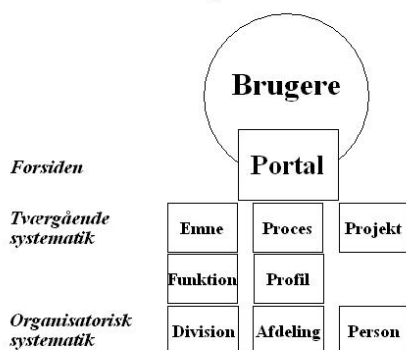 Brugere
Forsiden
Portal
Tværgående
systematik
Emne
Proces
Projekt
Funktion
Profil
Organisatorisk
systematik
Division
Afdeling
Person